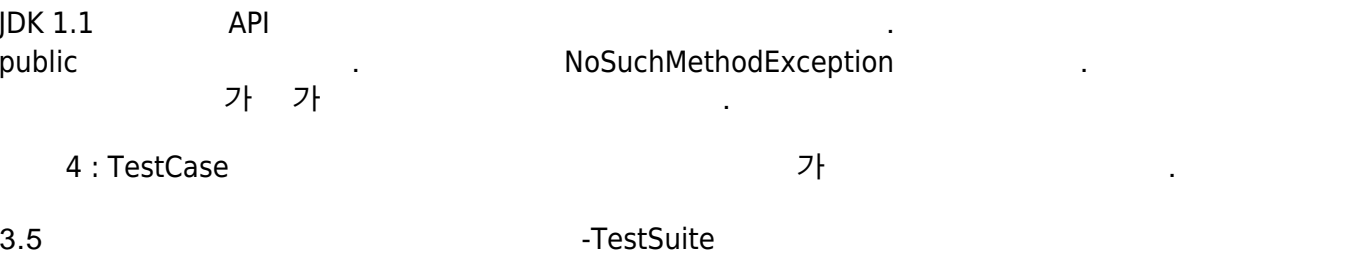 JDK 1.1 API .
public . NoSuchMethodException .
가 가 .
4 : TestCase 가 .
3.5 -TestSuite